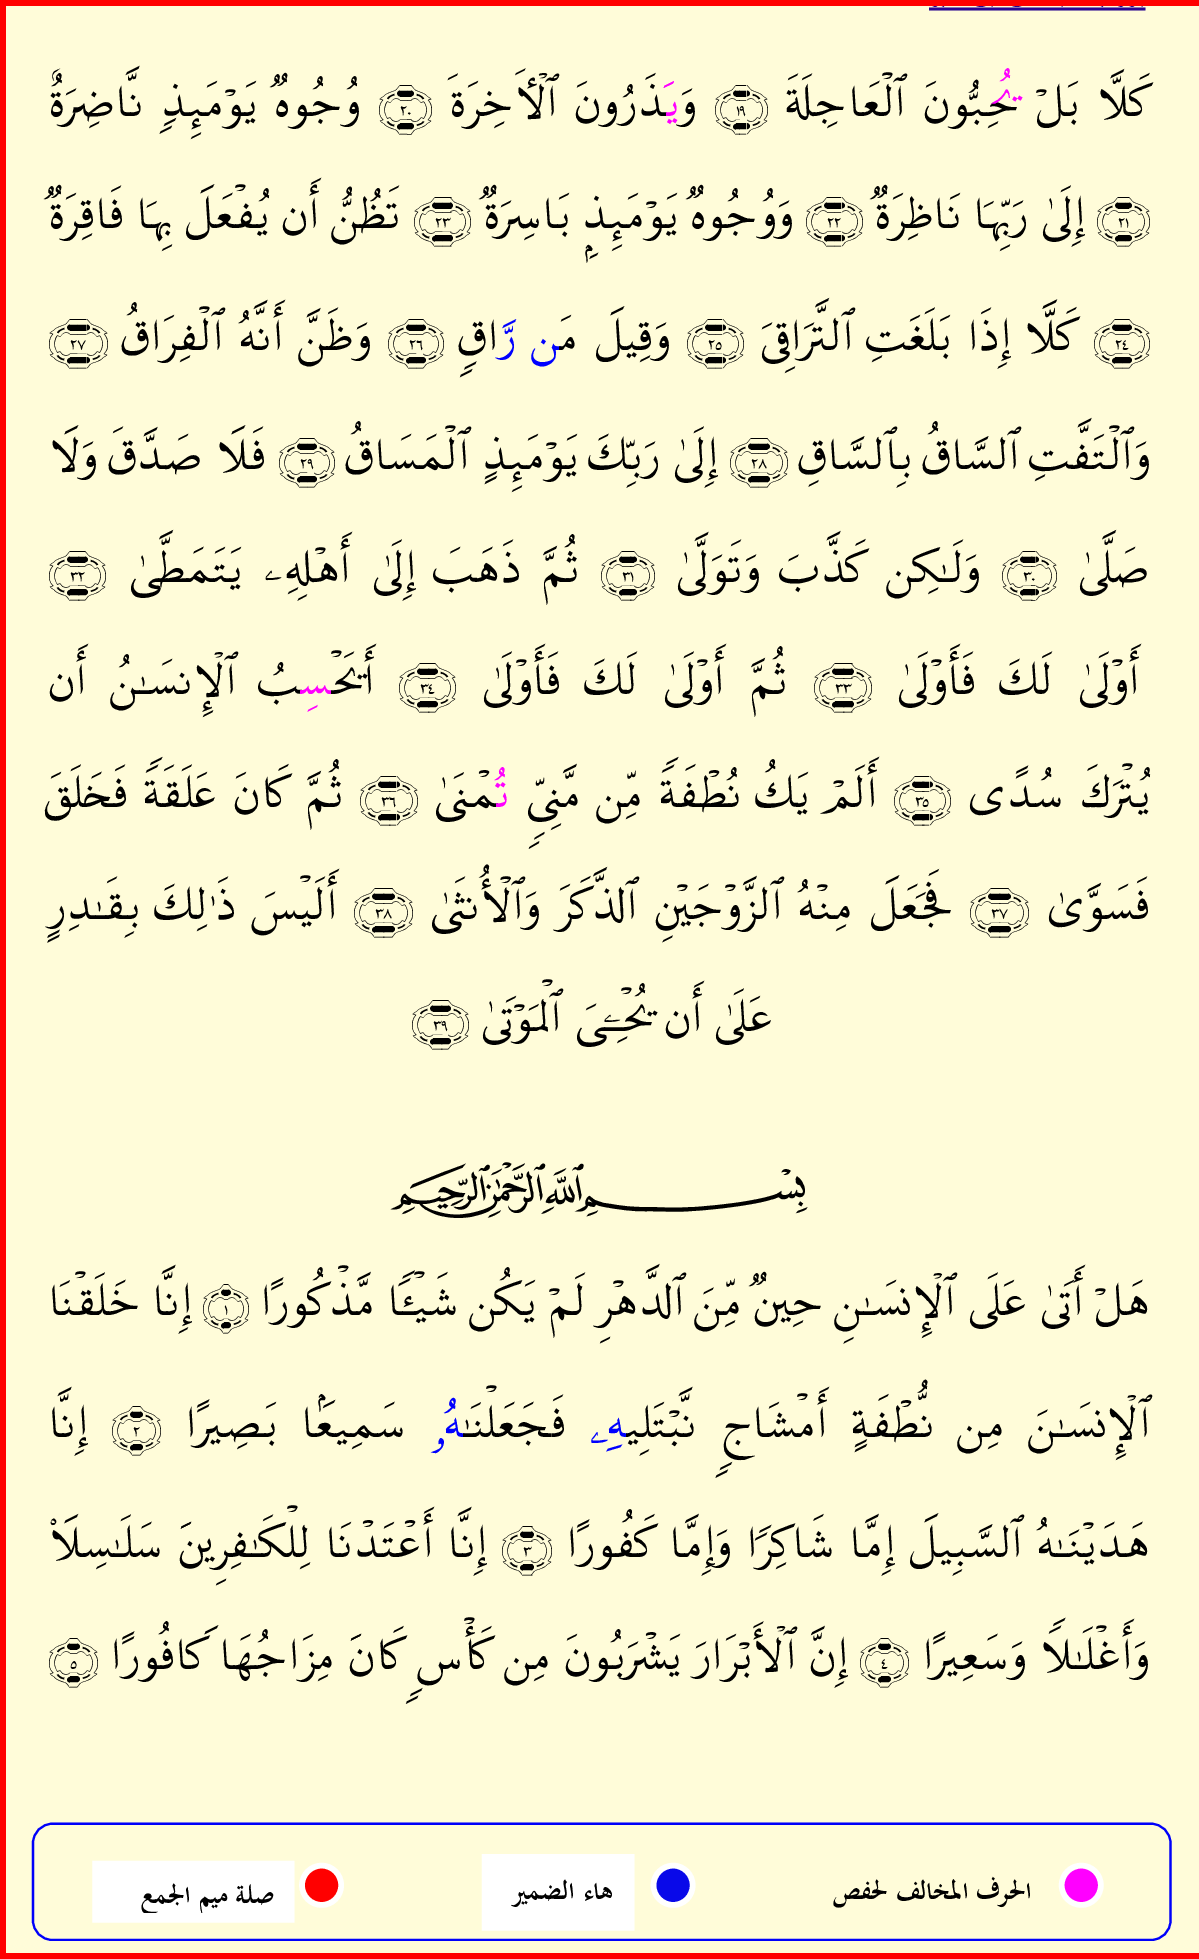 كَلَّا بَلۡ يُحِبُّونَ ٱلۡعَاجِلَةَ ١٩ وَيَذَرُونَ ٱلۡأٓخِرَةَ ٢٠ وُجُوهٞ يَوۡمَئِذٖ نَّاضِرَةٌ
٢١ إِلَىٰ رَبِّهَا نَاظِرَةٞ ٢٢ وَوُجُوهٞ يَوۡمَئِذِۭ بَاسِرَةٞ ٢٣ تَظُنُّ أَن يُفۡعَلَ بِهَا فَاقِرَةٞ
٢٤ كَلَّا إِذَا بَلَغَتِ ٱلتَّرَاقِيَ ٢٥ وَقِيلَ مَن رَّاقٖ ٢٦ وَظَنَّ أَنَّهُ ٱلۡفِرَاقُ ٢٧
وَٱلۡتَفَّتِ ٱلسَّاقُ بِٱلسَّاقِ ٢٨ إِلَىٰ رَبِّكَ يَوۡمَئِذٍ ٱلۡمَسَاقُ ٢٩ فَلَا صَدَّقَ وَلَا
صَلَّىٰ ٣٠ وَلَٰكِن كَذَّبَ وَتَوَلَّىٰ ٣١ ثُمَّ ذَهَبَ إِلَىٰ أَهۡلِهِۦ يَتَمَطَّىٰ ٣٢
أَوۡلَىٰ لَكَ فَأَوۡلَىٰ ٣٣ ثُمَّ أَوۡلَىٰ لَكَ فَأَوۡلَىٰ ٣٤ أَيَحۡسِبُ ٱلۡإِنسَٰنُ أَن
يُتۡرَكَ سُدًى ٣٥ أَلَمۡ يَكُ نُطۡفَةٗ مِّن مَّنِيّٖ تُمۡنَىٰ ٣٦ ثُمَّ كَانَ عَلَقَةٗ فَخَلَقَ
فَسَوَّىٰ ٣٧ فَجَعَلَ مِنۡهُ ٱلزَّوۡجَيۡنِ ٱلذَّكَرَ وَٱلۡأُنثَىٰ ٣٨ أَلَيۡسَ ذَٰلِكَ بِقَٰدِرٍ
عَلَىٰ أَن يُحۡـِۧيَ ٱلۡمَوۡتَىٰ ٣٩
بِسۡمِ ٱللَّهِ ٱلرَّحۡمَٰنِ ٱلرَّحِيمِ
هَلۡ أَتَىٰ عَلَى ٱلۡإِنسَٰنِ حِينٞ مِّنَ ٱلدَّهۡرِ لَمۡ يَكُن شَيۡـٔٗا مَّذۡكُورًا ١ إِنَّا خَلَقۡنَا
ٱلۡإِنسَٰنَ مِن نُّطۡفَةٍ أَمۡشَاجٖ نَّبۡتَلِيهِۦ فَجَعَلۡنَٰهُۥ سَمِيعَۢا بَصِيرًا ٢ إِنَّا
هَدَيۡنَٰهُ ٱلسَّبِيلَ إِمَّا شَاكِرٗا وَإِمَّا كَفُورًا ٣ إِنَّا أَعۡتَدۡنَا لِلۡكَٰفِرِينَ سَلَٰسِلَاْ
وَأَغۡلَٰلٗا وَسَعِيرًا ٤ إِنَّ ٱلۡأَبۡرَارَ يَشۡرَبُونَ مِن كَأۡسٖ كَانَ مِزَاجُهَا كَافُورًا ٥
الحرف المخالف لحفص هاء الضمير صلة ميم الجمع